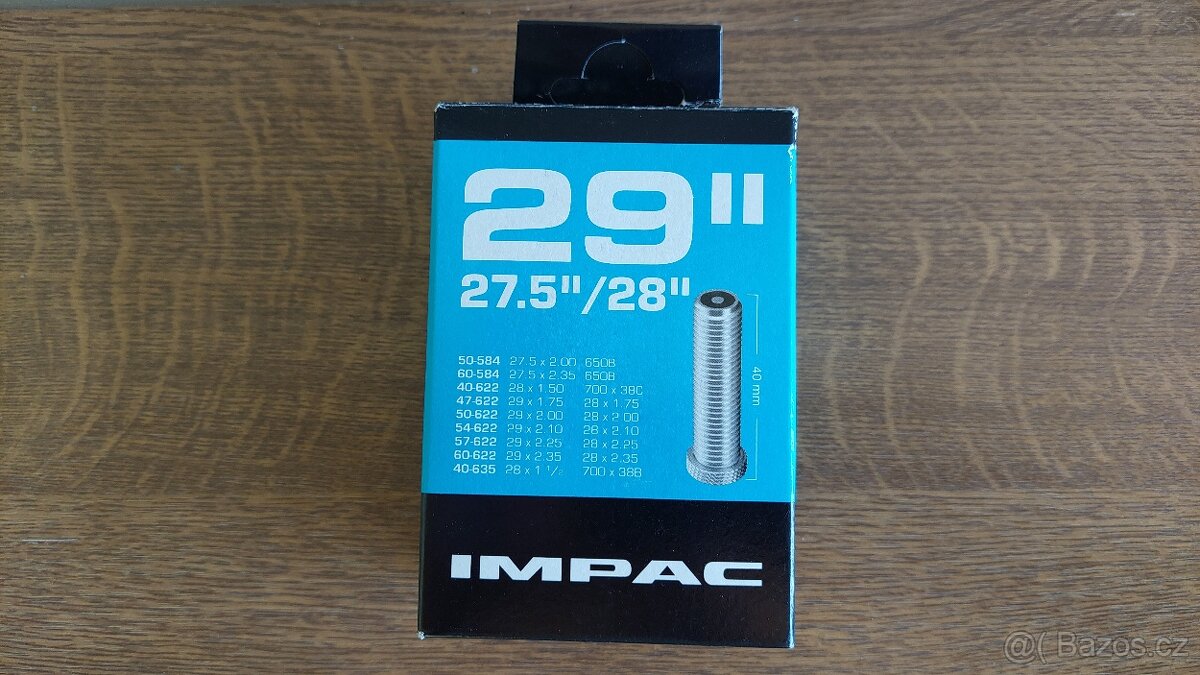 29"
27.5"/28"
50-584 27.5 x 2.00 650B
60-584 27.5 x 2.35 650B
40-622 28 x 1.50 700 x 38C
47-622 29 x 1.75 28 x 1.75
50-622 29 x 2.00 28 x 2.00
54-622 29 x 2.10 28 x 2.10
57-622 29 x 2.25 28 x 2.25
60-622 29 x 2.35 28 x 2.35
40-635 28 x 1 1/2 700 x 38B
40 mm
IMPAC
@( Bazos.cz